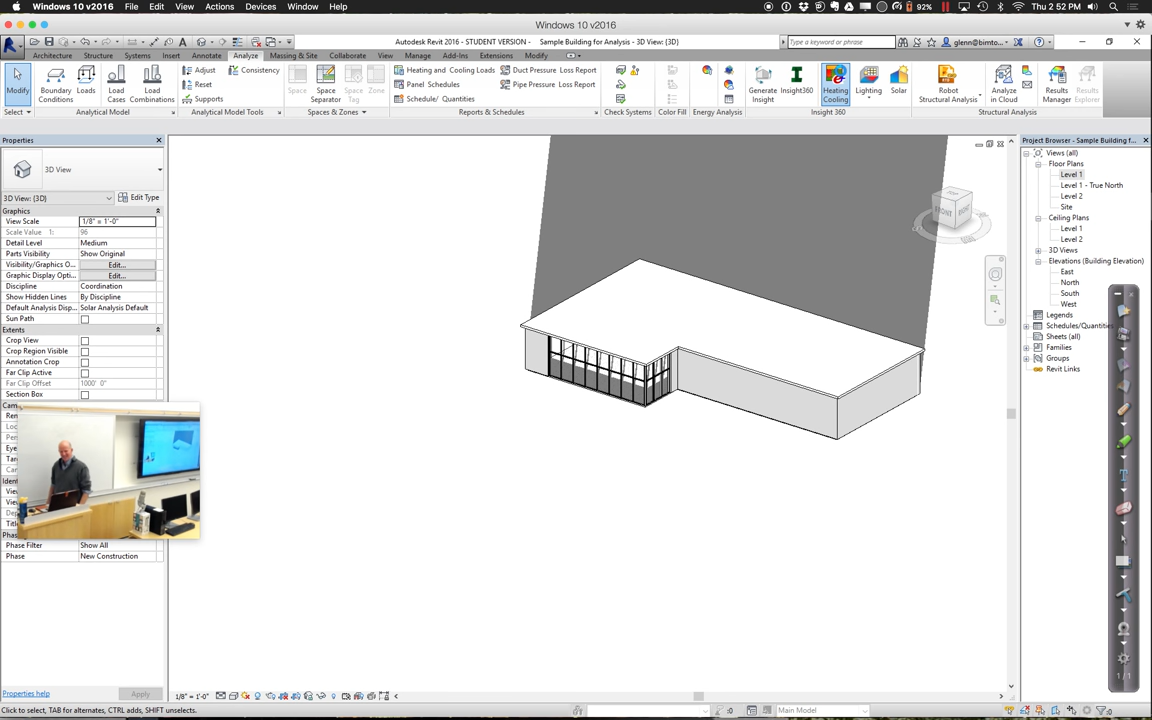 Windows 10 v2016 File Edit View Actions Devices Window Help
92% Thu 2:52 PM
Windows 10 v2016
Autodesk Revit 2016 - STUDENT VERSION - Sample Building for Analysis - 3D View: {3D}
Type a keyword or phrase
glenn@bimto...
Architecture Structure Systems Insert Annotate Analyze Massing & Site Collaborate View Manage Add-Ins Extensions Modify
Modify
Boundary Conditions
Loads
Load Cases
Load Combinations
Adjust
Reset
Supports
Consistency
Space
Space Separator
Space Tag
Zone
Heating and Cooling Loads
Panel Schedules
Schedule/ Quantities
Duct Pressure Loss Report
Pipe Pressure Loss Report
Generate Insight
Insight360
Heating Cooling
Lighting
Solar
Robot Structural Analysis
Analyze in Cloud
Results Manager
Results Explorer
Select
Analytical Model
Analytical Model Tools
Spaces & Zones
Reports & Schedules
Check Systems
Color Fill
Energy Analysis
Insight 360
Structural Analysis
Properties
3D View
3D View: {3D}
Edit Type
Graphics
View Scale 1/8" = 1'-0"
Scale Value 1: 96
Detail Level Medium
Parts Visibility Show Original
Visibility/Graphics O... Edit...
Graphic Display Opti... Edit...
Discipline Coordination
Show Hidden Lines By Discipline
Default Analysis Disp... Solar Analysis Default
Sun Path
Extents
Crop View
Crop Region Visible
Annotation Crop
Far Clip Active
Far Clip Offset 1000' 0"
Section Box
Phase Filter Show All
Phase New Construction
Properties help
Apply
FRONT
Project Browser - Sample Building f...
Views (all)
Floor Plans
Level 1
Level 1 - True North
Level 2
Site
Ceiling Plans
Level 1
Level 2
3D Views
Elevations (Building Elevation)
East
North
South
West
Legends
Schedules/Quantities
Sheets (all)
Families
Groups
Revit Links
1 / 1
1/8" = 1'-0"
Click to select, TAB for alternates, CTRL adds, SHIFT unselects.
:0
Main Model
:0